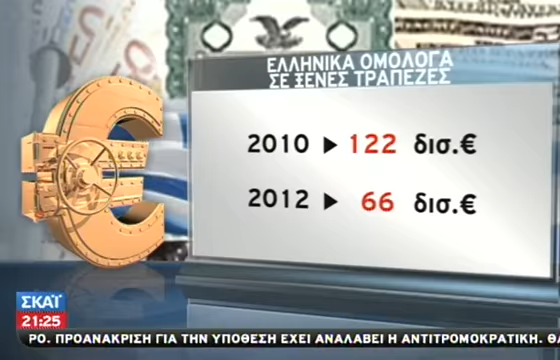 ΕΛΛΗΝΙΚΑ ΟΜΟΛΟΓΑ
ΣΕ ΞΕΝΕΣ ΤΡΑΠΕΖΕΣ
2010 ▶ 122 δισ.€
2012 ▶ 66 δισ.€
ΣΚΑΪ
21:25
ΡΟ. ΠΡΟΑΝΑΚΡΙΣΗ ΓΙΑ ΤΗΝ ΥΠΟΘΕΣΗ ΕΧΕΙ ΑΝΑΛΑΒΕΙ Η ΑΝΤΙΤΡΟΜΟΚΡΑΤΙΚΗ.